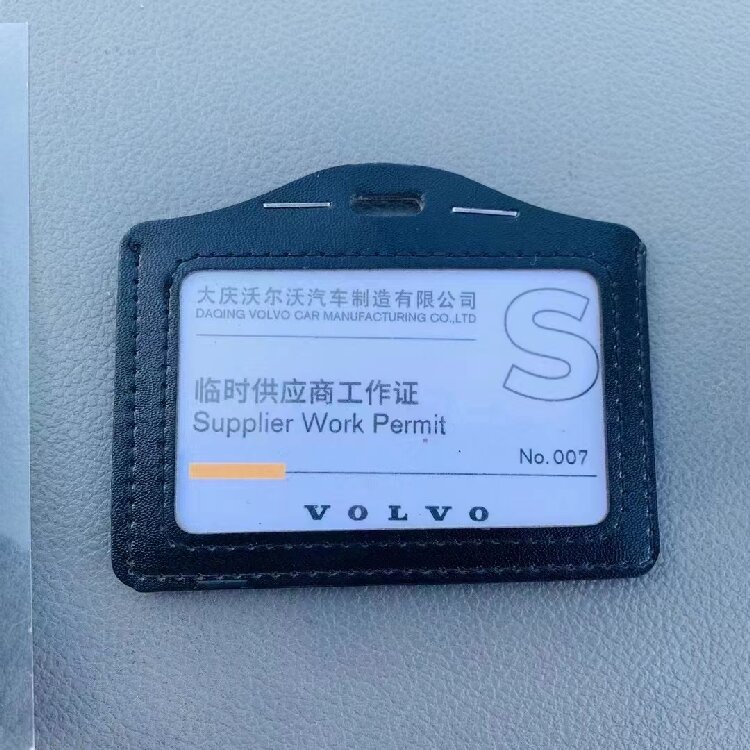 大庆沃尔沃汽车制造有限公司
DAQING VOLVO CAR MANUFACTURING CO.,LTD
S
临时供应商工作证
Supplier Work Permit
No.007
VOLVO